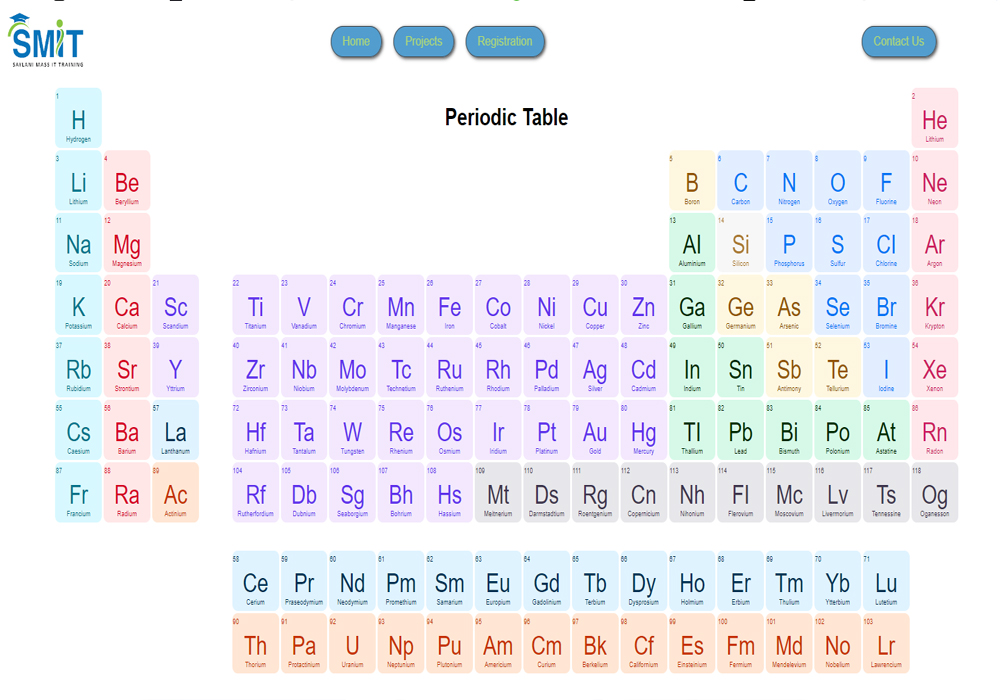 SMiT
SAYLANI MASS IT TRAINING
Home Projects Registration Contact Us
Periodic Table
1 2
H He
Hydrogen Lithium
3 4 5 6 7 8 9 10
Li Be B C N O F Ne
Lithium Beryllium Boron Carbon Nitrogen Oxygen Fluorine Neon
11 12 13 14 15 16 17 18
Na Mg Al Si P S Cl Ar
Sodium Magnesium Aluminium Silicon Phosphorus Sulfur Chlorine Argon
19 20 21 22 23 24 25 26 27 28 29 30 31 32 33 34 35 36
K Ca Sc Ti V Cr Mn Fe Co Ni Cu Zn Ga Ge As Se Br Kr
Potassium Calcium Scandium Titanium Vanadium Chromium Manganese Iron Cobalt Nickel Copper Zinc Gallium Germanium Arsenic Selenium Bromine Krypton
37 38 39 40 41 42 43 44 45 46 47 48 49 50 51 52 53 54
Rb Sr Y Zr Nb Mo Tc Ru Rh Pd Ag Cd In Sn Sb Te I Xe
Rubidium Strontium Yttrium Zirconium Niobium Molybdenum Technetium Ruthenium Rhodium Palladium Silver Cadmium Indium Tin Antimony Tellurium Iodine Xenon
55 56 57 72 73 74 75 76 77 78 79 80 81 82 83 84 85 86
Cs Ba La Hf Ta W Re Os Ir Pt Au Hg Tl Pb Bi Po At Rn
Caesium Barium Lanthanum Hafnium Tantalum Tungsten Rhenium Osmium Iridium Platinum Gold Mercury Thallium Lead Bismuth Polonium Astatine Radon
87 88 89 104 105 106 107 108 109 110 111 112 113 114 115 116 117 118
Fr Ra Ac Rf Db Sg Bh Hs Mt Ds Rg Cn Nh Fl Mc Lv Ts Og
Francium Radium Actinium Rutherfordium Dubnium Seaborgium Bohrium Hassium Meitnerium Darmstadtium Roentgenium Copernicium Nihonium Flerovium Moscovium Livermorium Tennessine Oganesson
58 59 60 61 62 63 64 65 66 67 68 69 70 71
Ce Pr Nd Pm Sm Eu Gd Tb Dy Ho Er Tm Yb Lu
Cerium Praseodymium Neodymium Promethium Samarium Europium Gadolinium Terbium Dysprosium Holmium Erbium Thulium Ytterbium Lutetium
90 91 92 93 94 95 96 97 98 99 100 101 102 103
Th Pa U Np Pu Am Cm Bk Cf Es Fm Md No Lr
Thorium Protactinium Uranium Neptunium Plutonium Americium Curium Berkelium Californium Einsteinium Fermium Mendelevium Nobelium Lawrencium